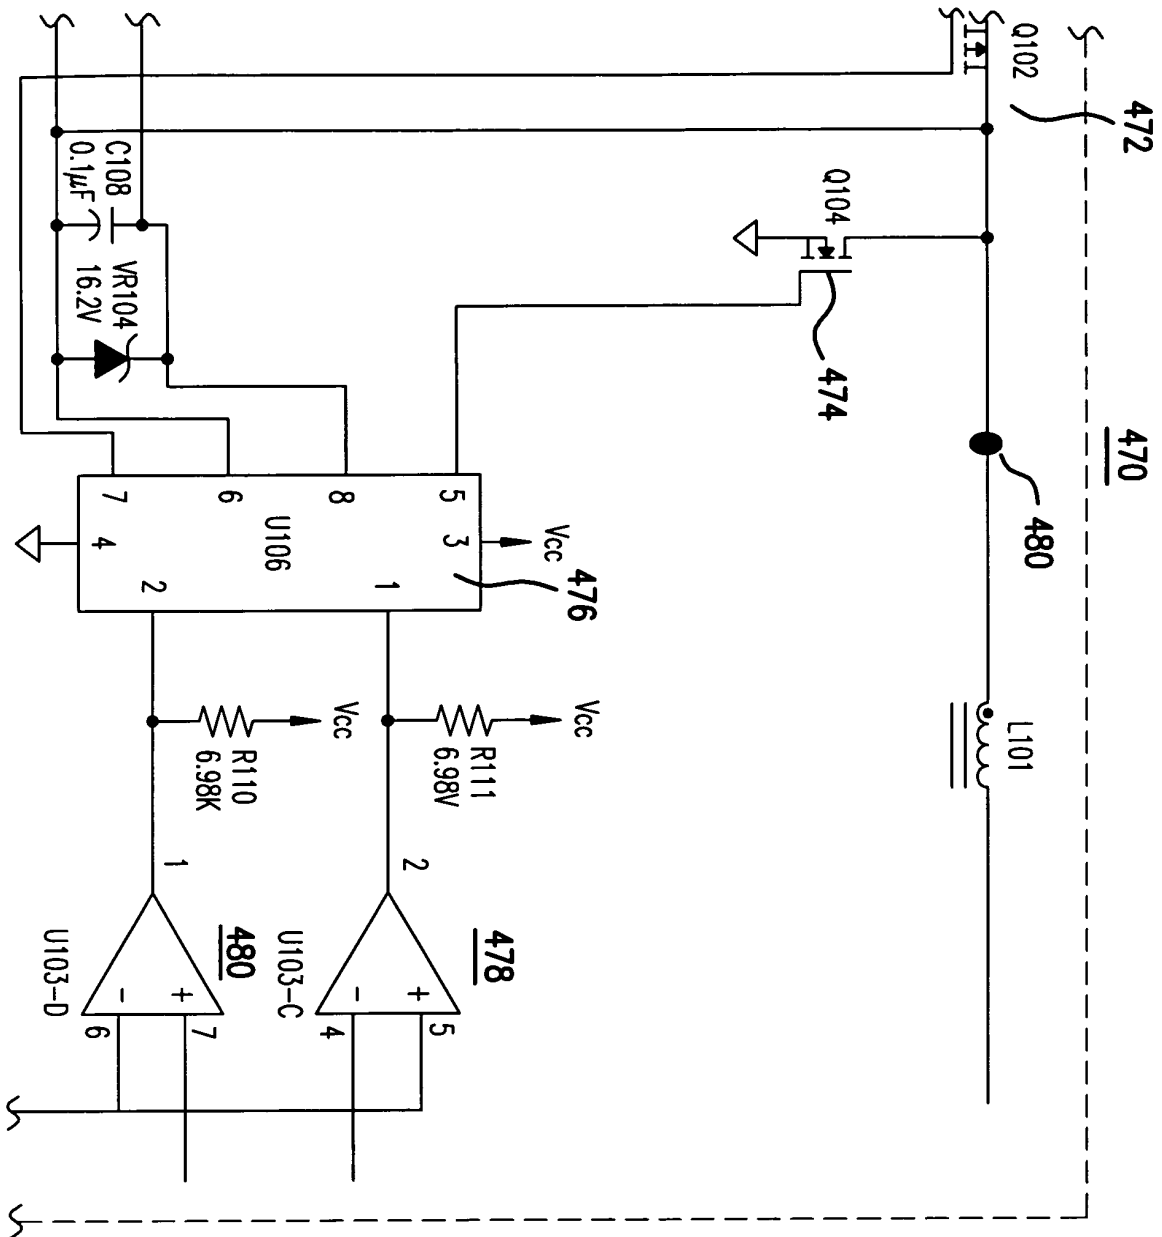 Q102
472
C108
0.1μF
Q104
VR104
16.2V
474
470
480
7
6
8
5
U106
4
3
Vcc
2
1
476
Vcc
Vcc
R110
6.98K
R111
6.98V
L101
1
2
U103-D
480
U103-C
478
-
+
-
+
6
7
4
5